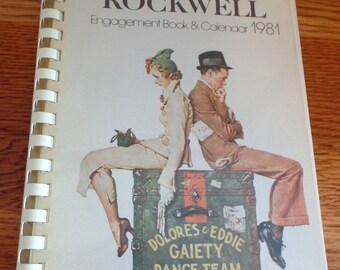 ROCKWELL
Engagement Book & Calendar 1981
DOLORES & EDDIE
GAIETY
DANCE TEAM